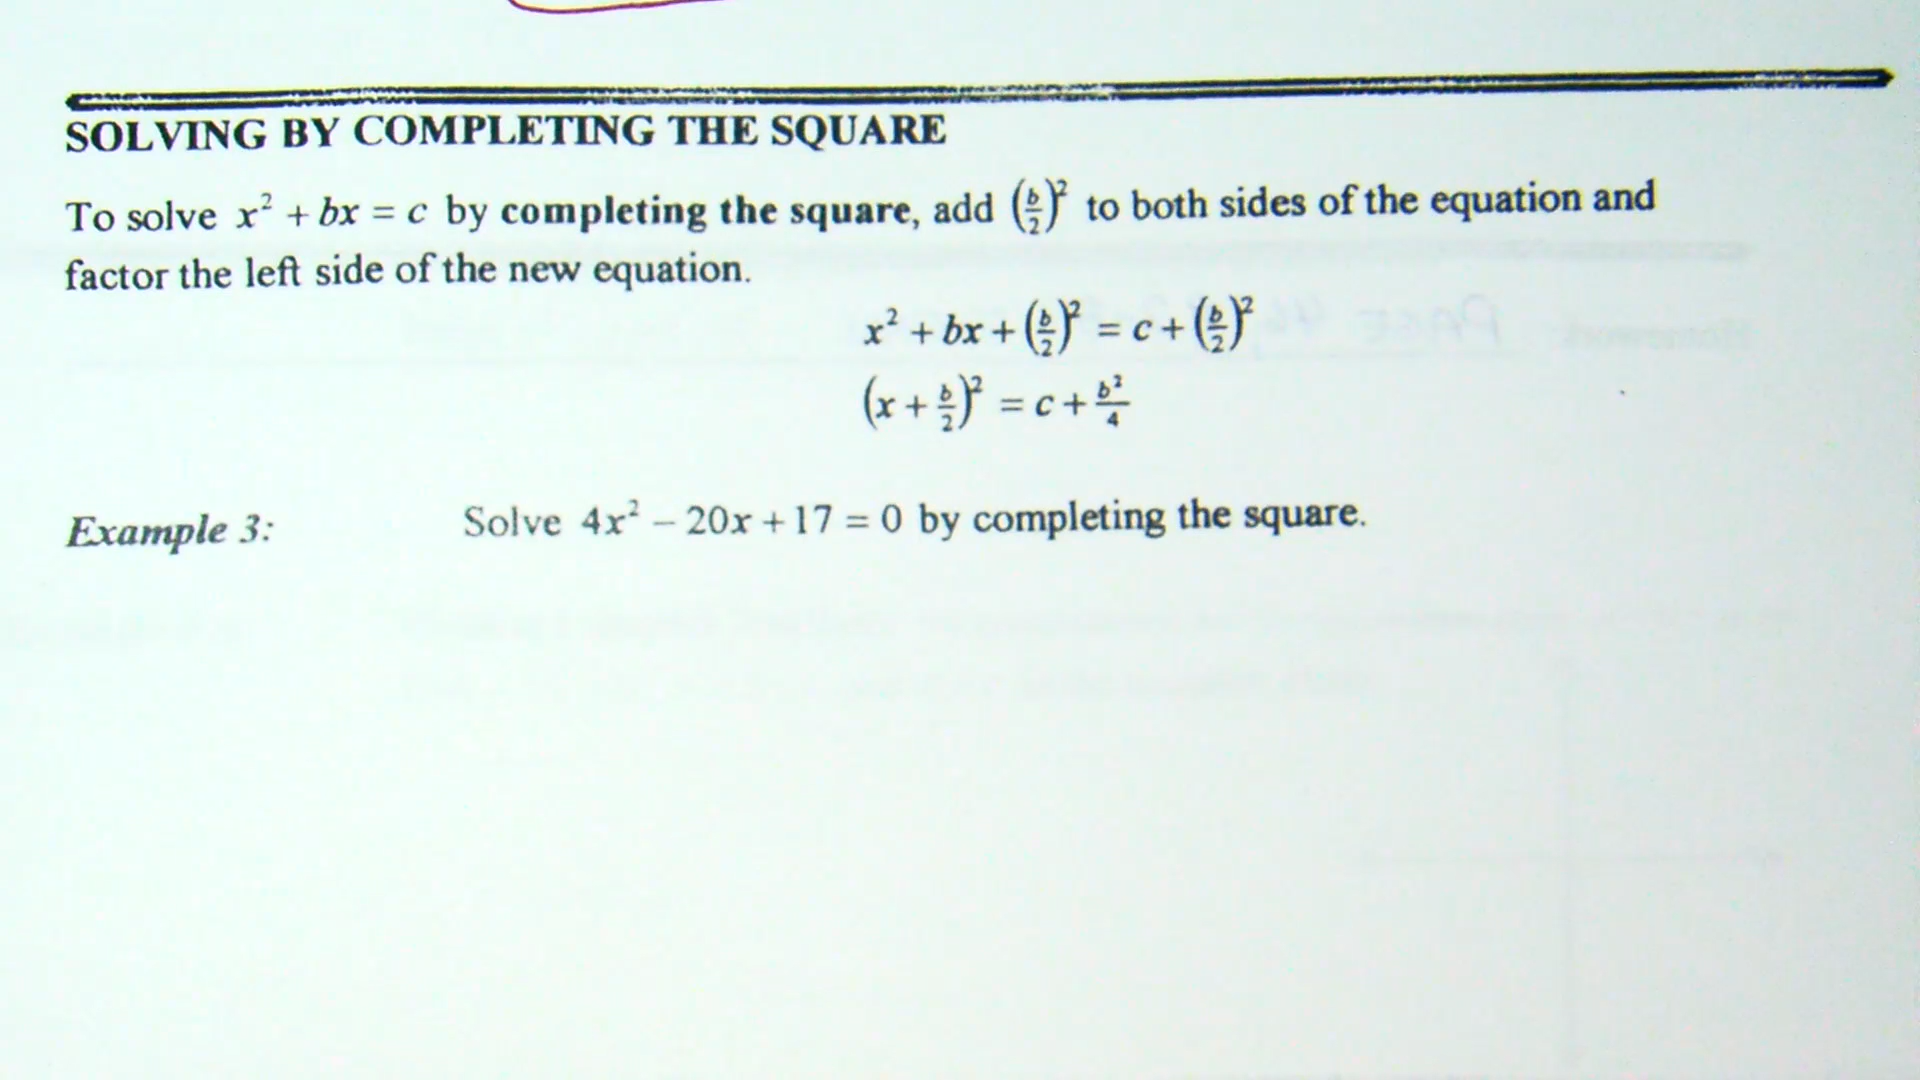 SOLVING BY COMPLETING THE SQUARE
To solve x² + bx = c by completing the square, add (b/2)² to both sides of the equation and
factor the left side of the new equation.
x² + bx + (b/2)² = c + (b/2)²
(x + b/2)² = c + b²/4
Example 3: Solve 4x² − 20x + 17 = 0 by completing the square.